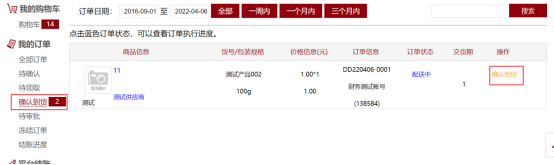 我的购物车
购物车 14
我的订单
全部订单
待确认
待领取
确认到货 2
待审批
冻结订单
结账进度
订单日期: 2016-09-01 至 2022-04-06 全部 一周内 一个月内 三个月内 搜索
点击蓝色订单状态，可以查看订单执行进度。
商品信息 货号/包装规格 价格信息(元) 订单信息 订单状态 交货期 操作
11 测试产品002 1.00*1 DD220406-0001 配送中 1 确认到货
测试供应商 100g 1.00 财务测试帐号
测试 (138584)